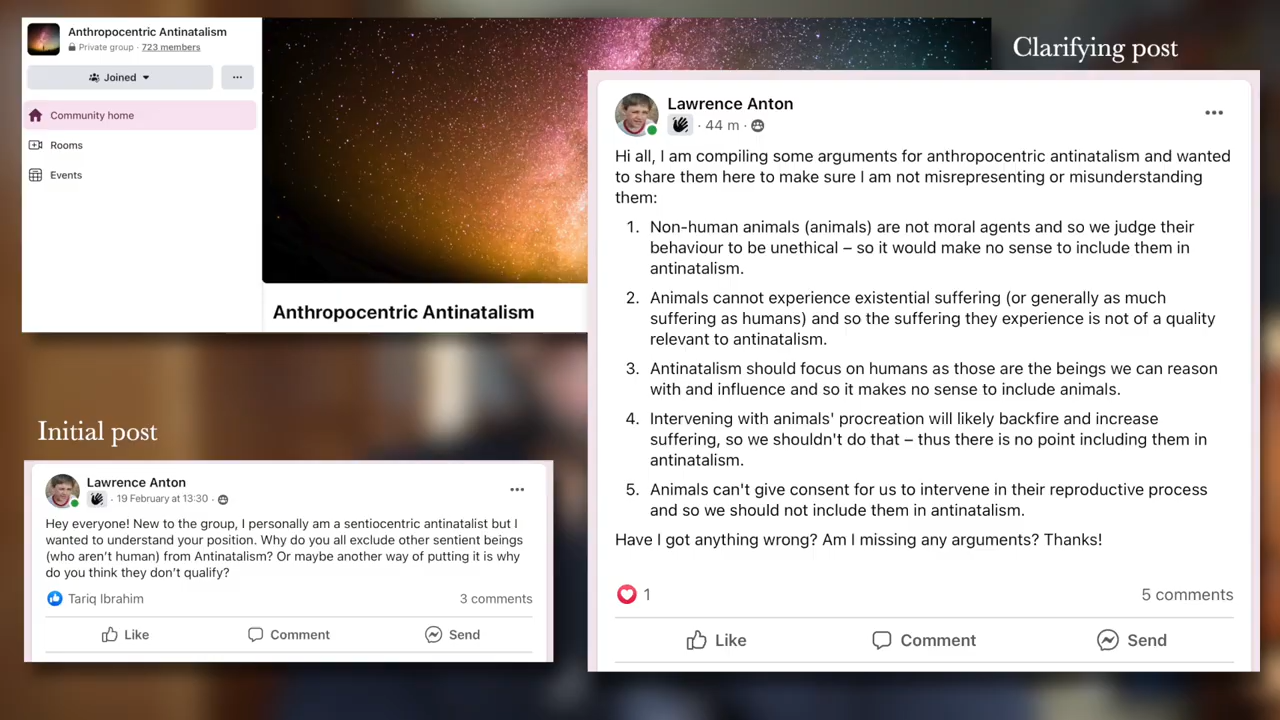 Anthropocentric Antinatalism
Private group · 723 members
Joined
Community home
Rooms
Events
Anthropocentric Antinatalism
Initial post
Lawrence Anton
· 19 February at 13:30 ·
Hey everyone! New to the group, I personally am a sentiocentric antinatalist but I
wanted to understand your position. Why do you all exclude other sentient beings
(who aren't human) from Antinatalism? Or maybe another way of putting it is why
do you think they don't qualify?
Tariq Ibrahim
3 comments
Like
Comment
Send
Clarifying post
Lawrence Anton
· 44 m ·
Hi all, I am compiling some arguments for anthropocentric antinatalism and wanted
to share them here to make sure I am not misrepresenting or misunderstanding
them:
1. Non-human animals (animals) are not moral agents and so we judge their
behaviour to be unethical – so it would make no sense to include them in
antinatalism.
2. Animals cannot experience existential suffering (or generally as much
suffering as humans) and so the suffering they experience is not of a quality
relevant to antinatalism.
3. Antinatalism should focus on humans as those are the beings we can reason
with and influence and so it makes no sense to include animals.
4. Intervening with animals' procreation will likely backfire and increase
suffering, so we shouldn't do that – thus there is no point including them in
antinatalism.
5. Animals can't give consent for us to intervene in their reproductive process
and so we should not include them in antinatalism.
Have I got anything wrong? Am I missing any arguments? Thanks!
1
5 comments
Like
Comment
Send